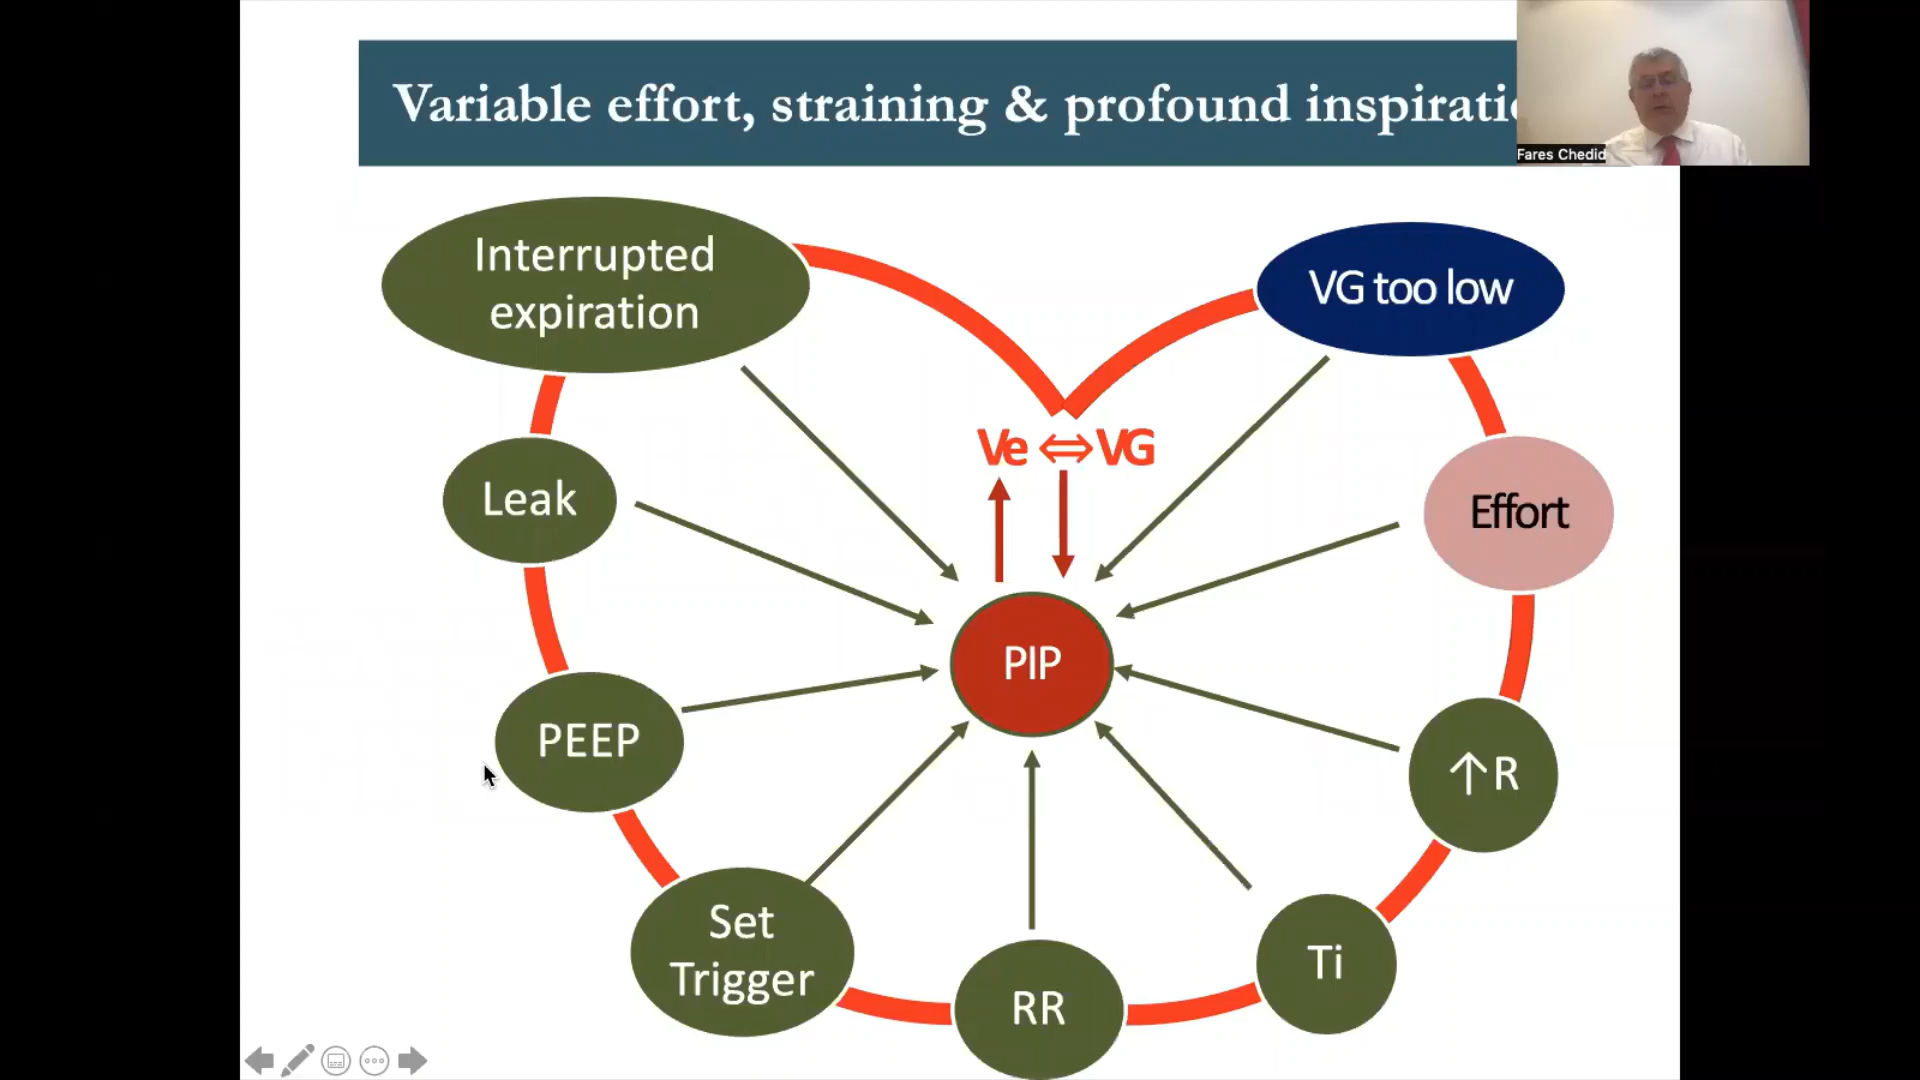 Variable effort, straining & profound inspirati
Fares Chedid
Interrupted
expiration
VG too low
Ve ⇔ VG
Leak
Effort
PIP
PEEP
↑R
Set
Trigger
RR
Ti